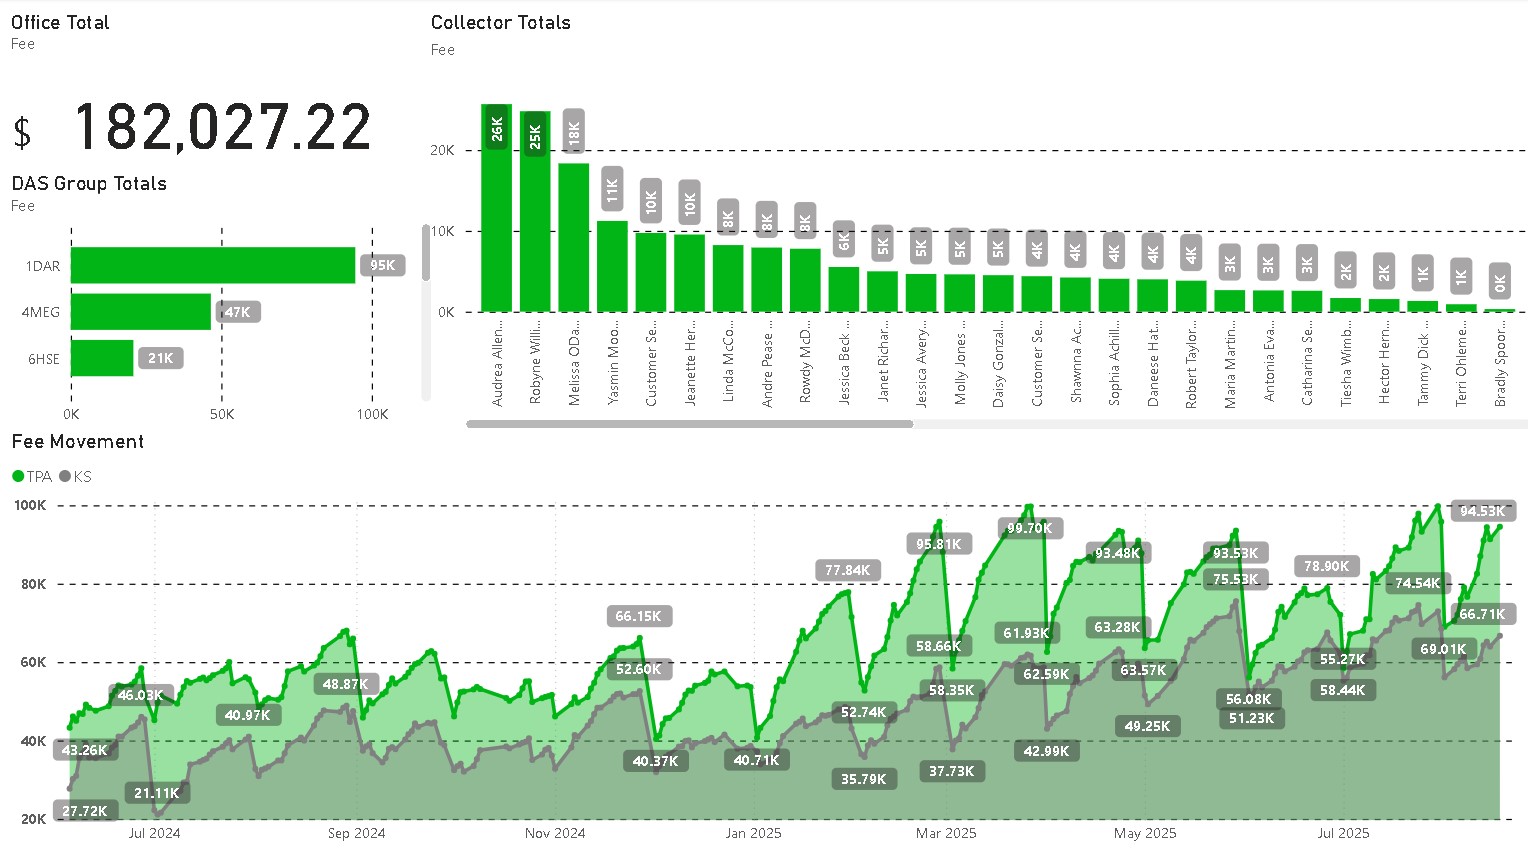 Office Total
Fee
$ 182,027.22
DAS Group Totals
Fee
1DAR
95K
4MEG
47K
6HSE
21K
0K 50K 100K
Collector Totals
Fee
20K
10K
0K
26K 25K 18K 11K 10K 10K 8K 8K 8K 6K 5K 5K 5K 5K 4K 4K 4K 4K 4K 3K 3K 3K 2K 2K 1K 1K 0K
Audrea Allen...
Robyne Willi...
Melissa ODa...
Yasmin Moo...
Customer Se...
Jeanette Her...
Linda McCo...
Andre Pease ...
Rowdy McD...
Jessica Beck ...
Janet Richar...
Jessica Avery...
Molly Jones ...
Daisy Gonzal...
Customer Se...
Shawnna Ac...
Sophia Achill...
Daneese Hat...
Robert Taylor...
Maria Martin...
Antonia Eva...
Catharina Se...
Tiesha Wimb...
Hector Hern...
Tammy Dick ...
Terri Ohleme...
Bradly Spoor...
Fee Movement
TPA KS
100K
80K
60K
40K
20K
43.26K
27.72K
46.03K
21.11K
40.97K
48.87K
66.15K
52.60K
40.37K
40.71K
77.84K
52.74K
35.79K
95.81K
58.66K
58.35K
37.73K
99.70K
61.93K
62.59K
42.99K
93.48K
63.28K
63.57K
49.25K
93.53K
75.53K
56.08K
51.23K
78.90K
55.27K
58.44K
74.54K
69.01K
94.53K
66.71K
Jul 2024 Sep 2024 Nov 2024 Jan 2025 Mar 2025 May 2025 Jul 2025